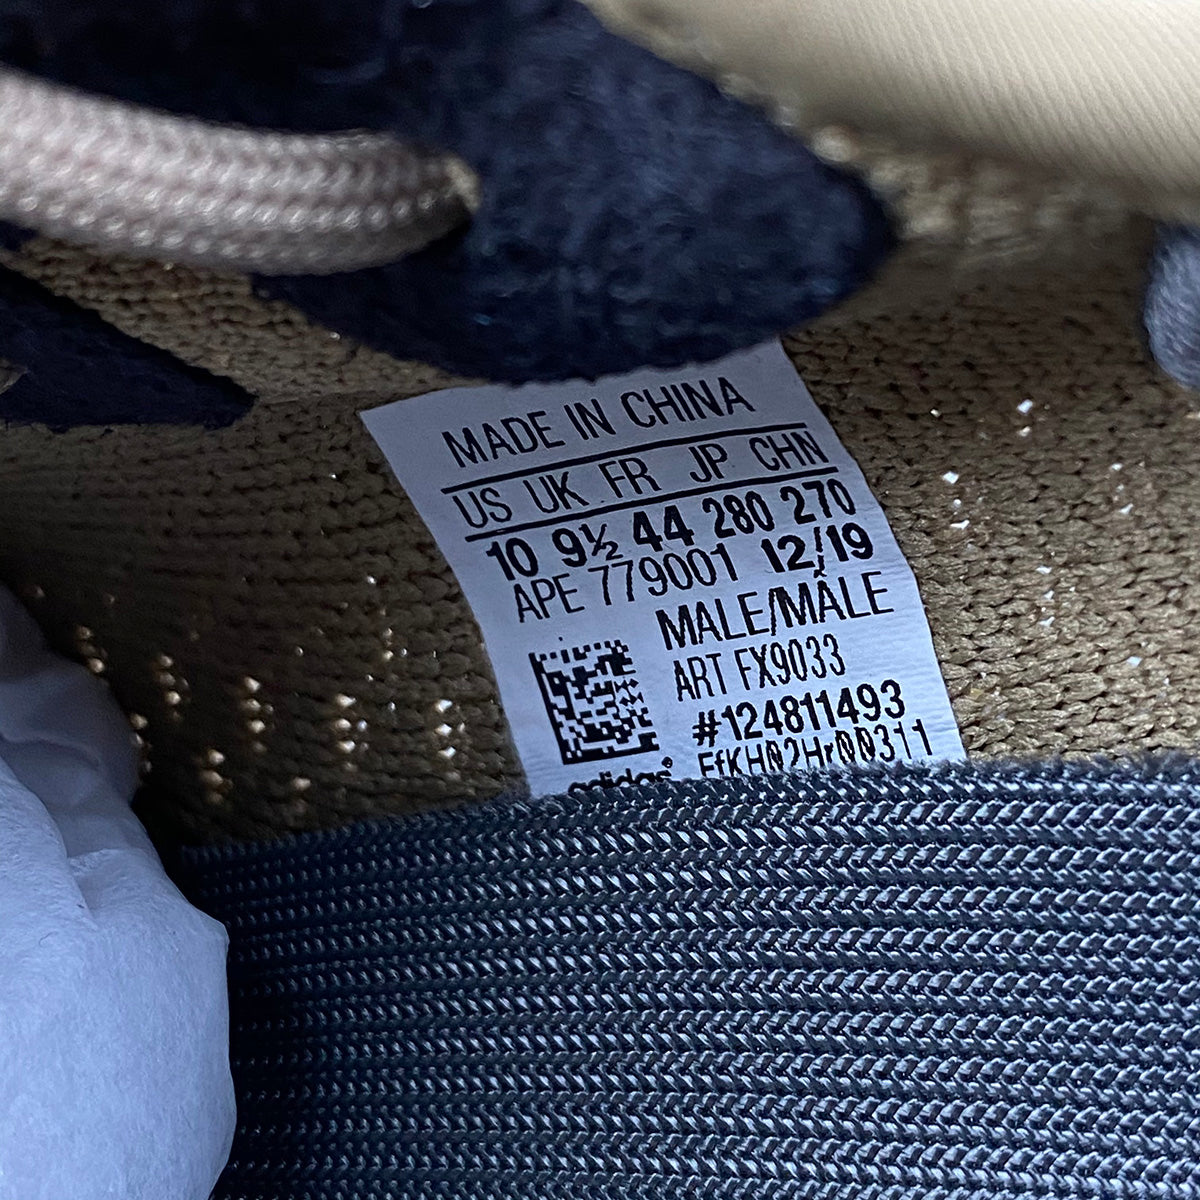 MADE IN CHINA
US UK FR JP CHN
10 9½ 44 280 270
APE 779001 12/19
MALE/MÂLE
ART FX9033
#124811493
EfKH02Hr00311
adidas®